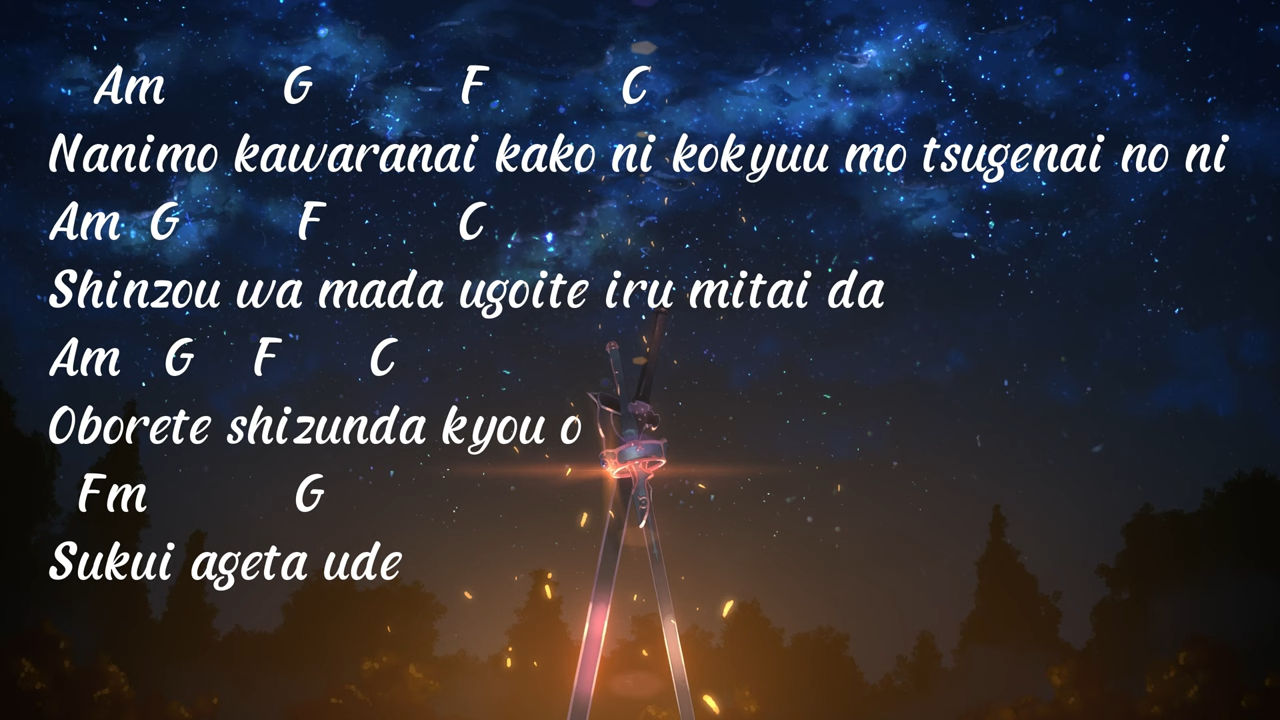 Am G F C
Nanimo kawaranai kako ni kokyuu mo tsugenai no ni
Am G F C
Shinzou wa mada ugoite iru mitai da
Am G F C
Oborete shizunda kyou o
Fm G
Sukui ageta ude